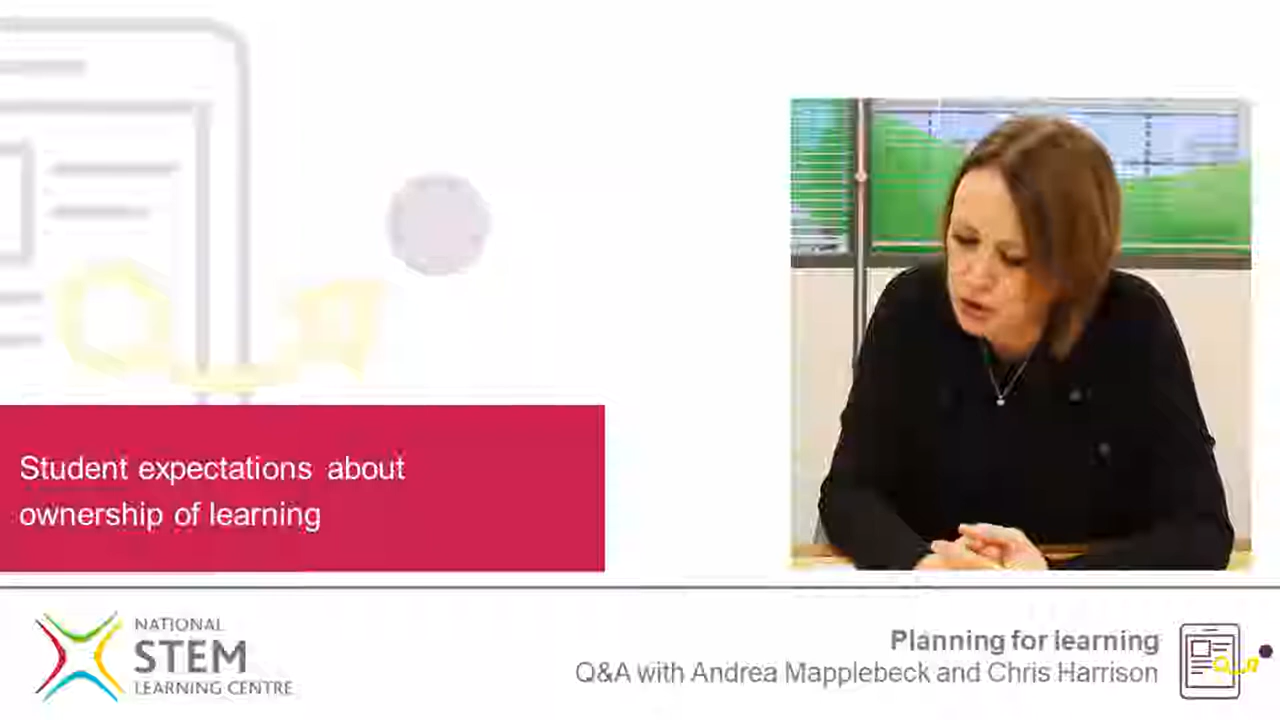 Student expectations about
ownership of learning
NATIONAL
STEM
LEARNING CENTRE
Planning for learning
Q&A with Andrea Mapplebeck and Chris Harrison